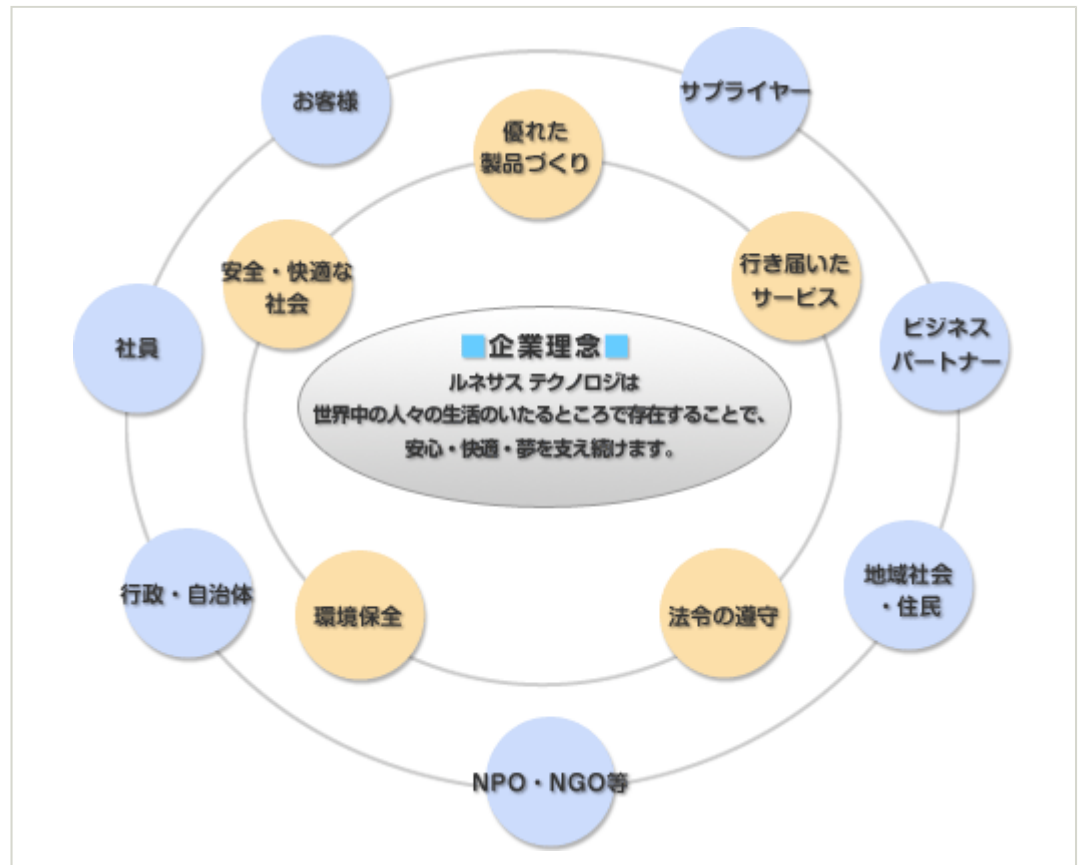 お客様
サプライヤー
優れた
製品づくり
安全・快適な
社会
行き届いた
サービス
社員
ビジネス
パートナー
■企業理念■
ルネサス テクノロジは
世界中の人々の生活のいたるところで存在することで、
安心・快適・夢を支え続けます。
行政・自治体
環境保全
法令の遵守
地域社会
・住民
NPO・NGO等